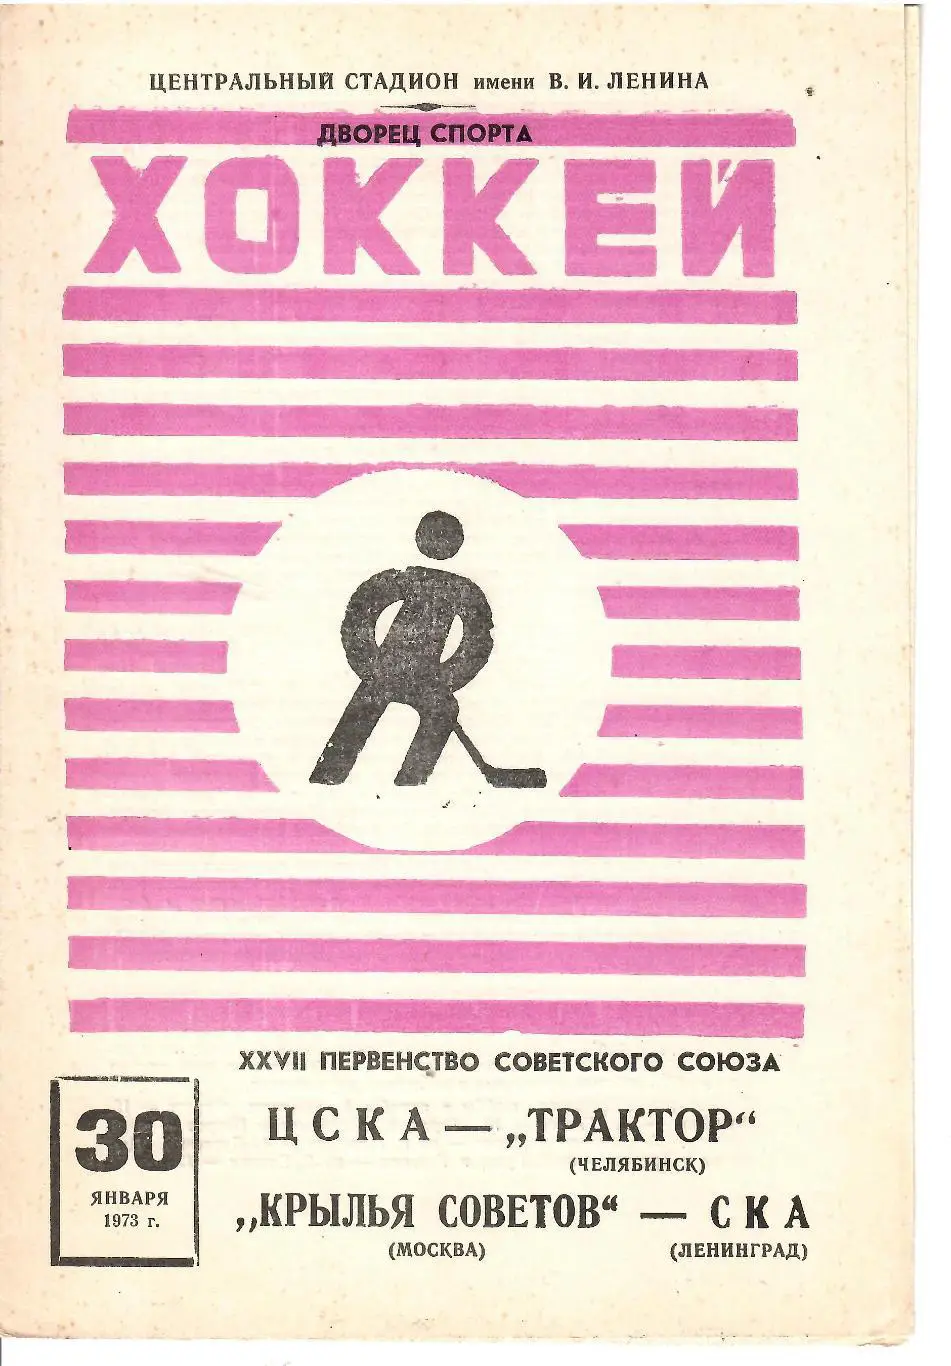 ЦЕНТРАЛЬНЫЙ СТАДИОН имени В. И. ЛЕНИНА
ДВОРЕЦ СПОРТА
ХОККЕЙ
XXVII ПЕРВЕНСТВО СОВЕТСКОГО СОЮЗА
30
ЯНВАРЯ
1973 г.
ЦСКА — „ТРАКТОР“
(ЧЕЛЯБИНСК)
„КРЫЛЬЯ СОВЕТОВ“ — СКА
(МОСКВА) (ЛЕНИНГРАД)